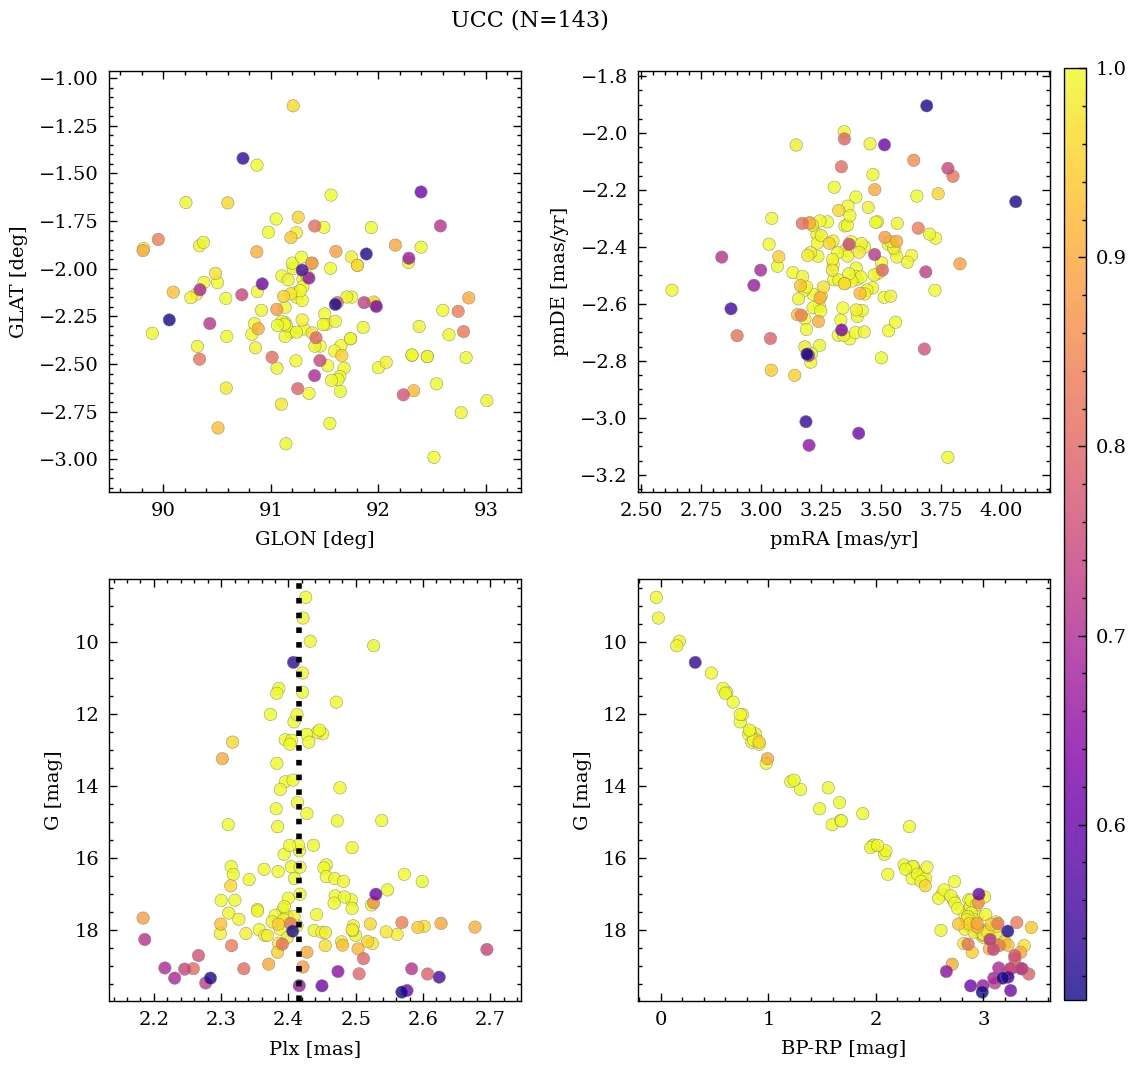 UCC (N=143)
−1.00
−1.25
−1.50
−1.75
−2.00
−2.25
−2.50
−2.75
−3.00
GLAT [deg]
90 91 92 93
GLON [deg]
−1.8
−2.0
−2.2
−2.4
−2.6
−2.8
−3.0
−3.2
pmDE [mas/yr]
2.50 2.75 3.00 3.25 3.50 3.75 4.00
pmRA [mas/yr]
10
12
14
16
18
G [mag]
2.2 2.3 2.4 2.5 2.6 2.7
Plx [mas]
10
12
14
16
18
G [mag]
0 1 2 3
BP-RP [mag]
1.0
0.9
0.8
0.7
0.6